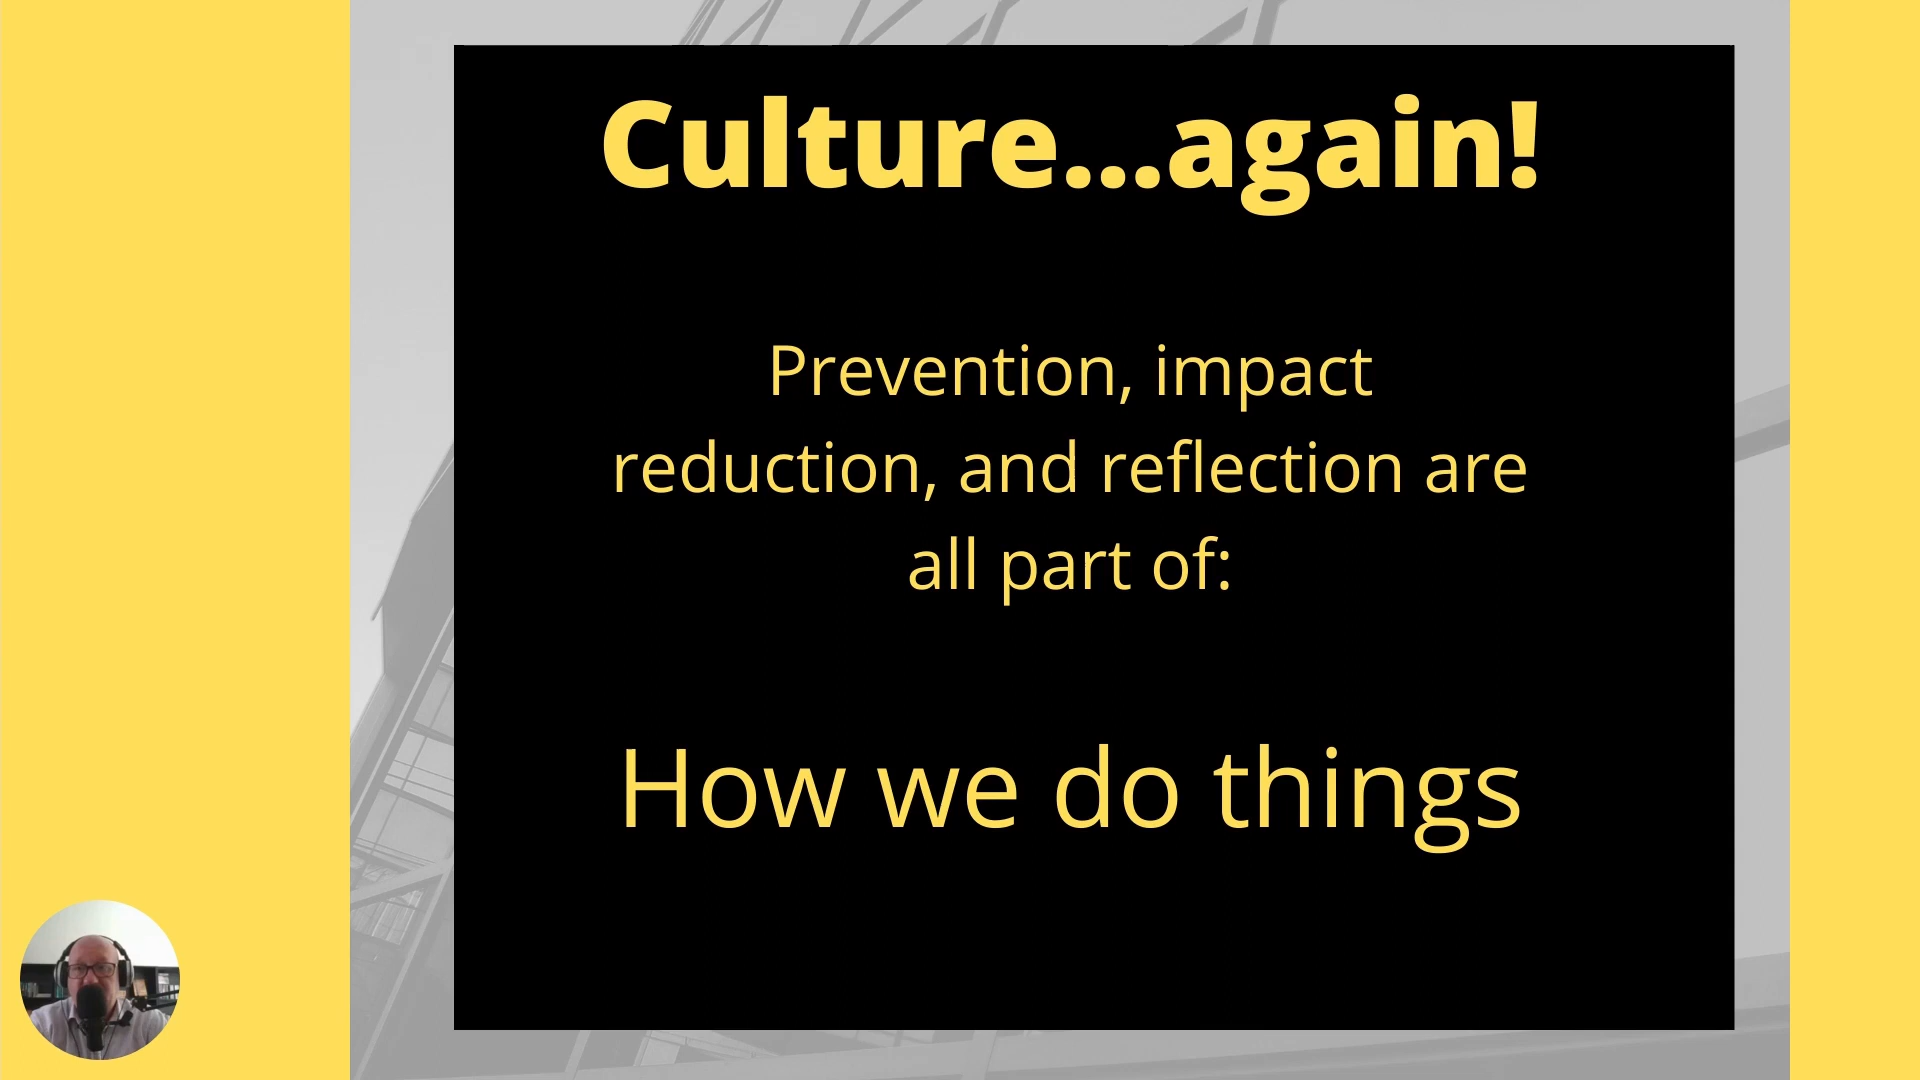 Culture...again!
Prevention, impact
reduction, and reflection are
all part of:
How we do things